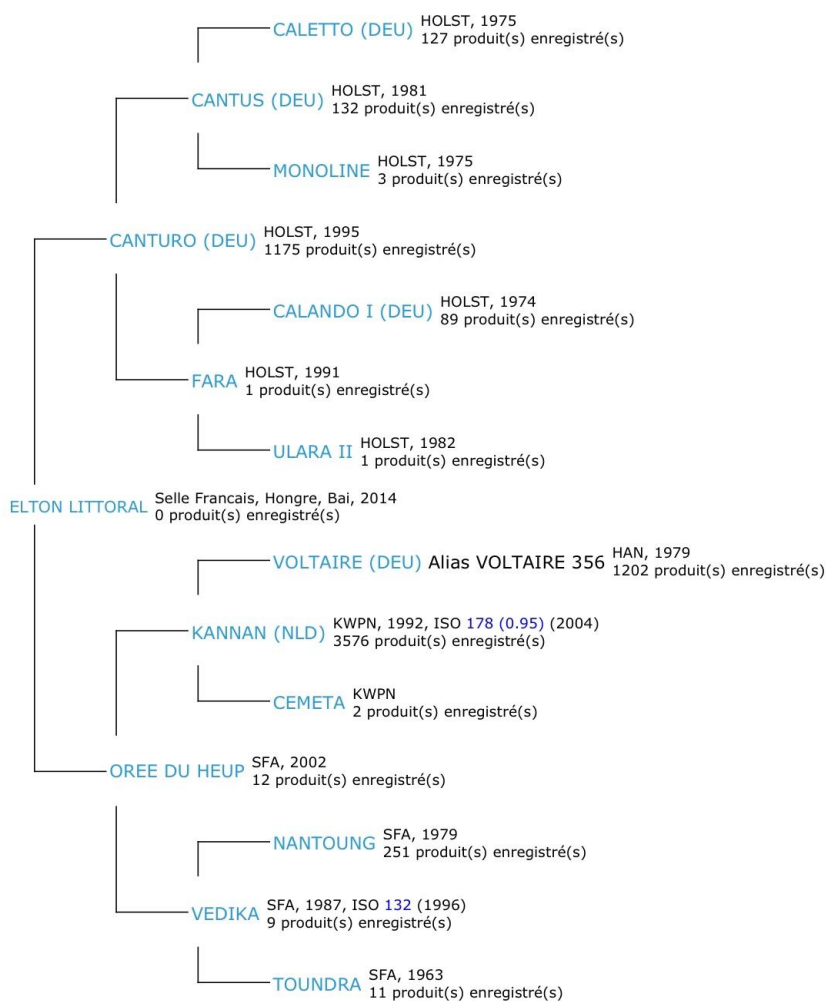 CALETTO (DEU) HOLST, 1975
127 produit(s) enregistré(s)
CANTUS (DEU) HOLST, 1981
132 produit(s) enregistré(s)
MONOLINE HOLST, 1975
3 produit(s) enregistré(s)
CANTURO (DEU) HOLST, 1995
1175 produit(s) enregistré(s)
CALANDO I (DEU) HOLST, 1974
89 produit(s) enregistré(s)
FARA HOLST, 1991
1 produit(s) enregistré(s)
ULARA II HOLST, 1982
1 produit(s) enregistré(s)
ELTON LITTORAL Selle Francais, Hongre, Bai, 2014
0 produit(s) enregistré(s)
VOLTAIRE (DEU) Alias VOLTAIRE 356 HAN, 1979
1202 produit(s) enregistré(s)
KANNAN (NLD) KWPN, 1992, ISO 178 (0.95) (2004)
3576 produit(s) enregistré(s)
CEMETA KWPN
2 produit(s) enregistré(s)
OREE DU HEUP SFA, 2002
12 produit(s) enregistré(s)
NANTOUNG SFA, 1979
251 produit(s) enregistré(s)
VEDIKA SFA, 1987, ISO 132 (1996)
9 produit(s) enregistré(s)
TOUNDRA SFA, 1963
11 produit(s) enregistré(s)